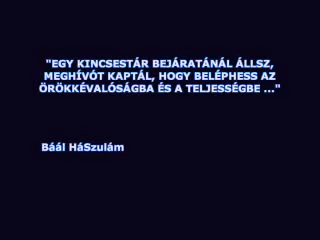 "EGY KINCSESTÁR BEJÁRATÁNÁL ÁLLSZ,
MEGHÍVÓT KAPTÁL, HOGY BELÉPHESS AZ
ÖRÖKKÉVALÓSÁGBA ÉS A TELJESSÉGBE ..."
Báál HáSzulám